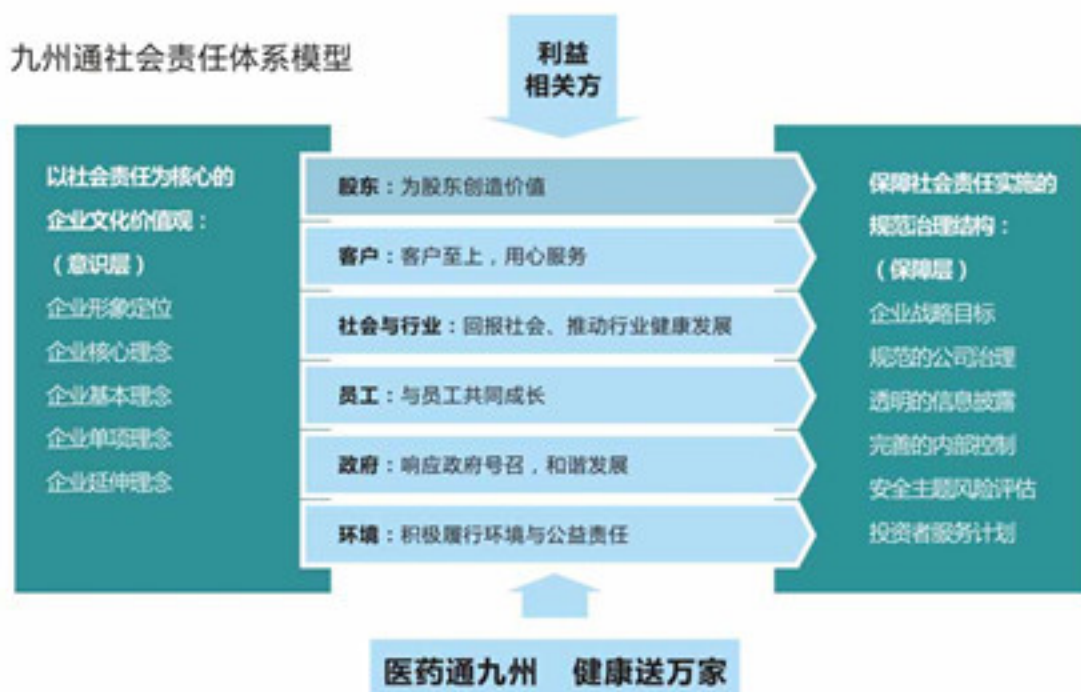 九州通社会责任体系模型
利益
相关方
以社会责任为核心的
企业文化价值观：
（意识层）
企业形象定位
企业核心理念
企业基本理念
企业单项理念
企业延伸理念
股东：为股东创造价值
客户：客户至上，用心服务
社会与行业：回报社会、推动行业健康发展
员工：与员工共同成长
政府：响应政府号召，和谐发展
环境：积极履行环境与公益责任
保障社会责任实施的
规范治理结构：
（保障层）
企业战略目标
规范的公司治理
透明的信息披露
完善的内部控制
安全主题风险评估
投资者服务计划
医药通九州 健康送万家